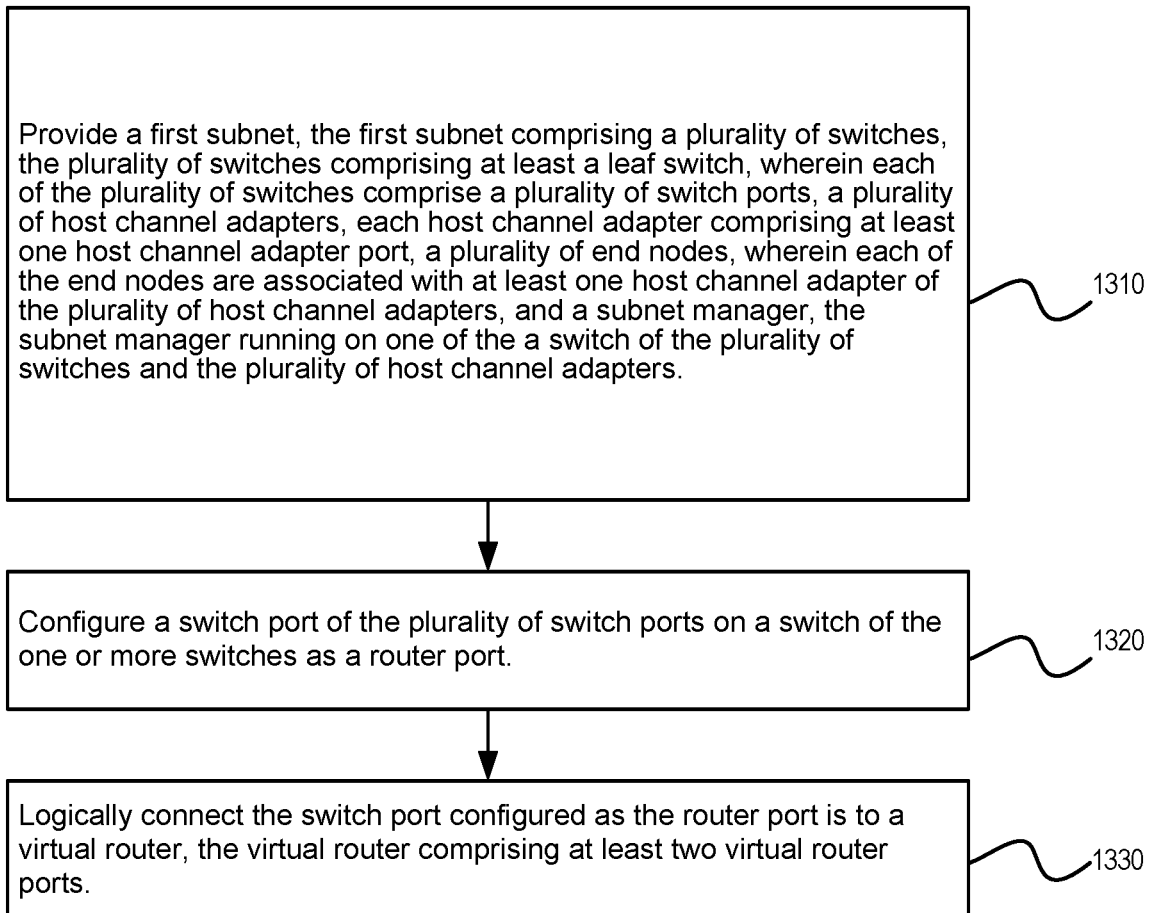 Provide a first subnet, the first subnet comprising a plurality of switches,
the plurality of switches comprising at least a leaf switch, wherein each
of the plurality of switches comprise a plurality of switch ports, a plurality
of host channel adapters, each host channel adapter comprising at least
one host channel adapter port, a plurality of end nodes, wherein each of
the end nodes are associated with at least one host channel adapter of
the plurality of host channel adapters, and a subnet manager, the
subnet manager running on one of the a switch of the plurality of
switches and the plurality of host channel adapters.
1310
Configure a switch port of the plurality of switch ports on a switch of the
one or more switches as a router port.
1320
Logically connect the switch port configured as the router port is to a
virtual router, the virtual router comprising at least two virtual router
ports.
1330